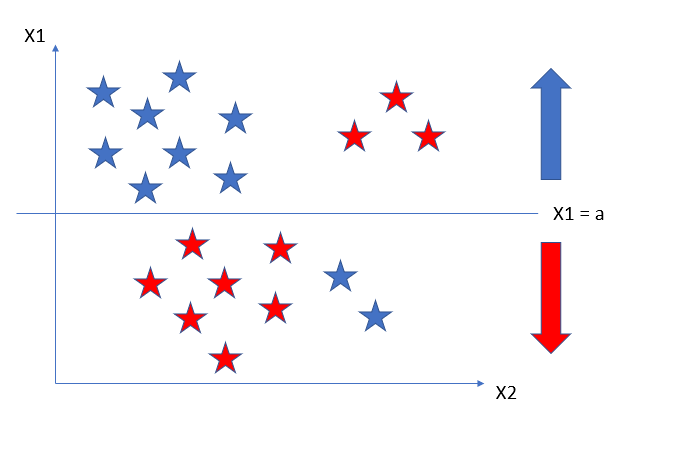 X1
X1 = a
X2